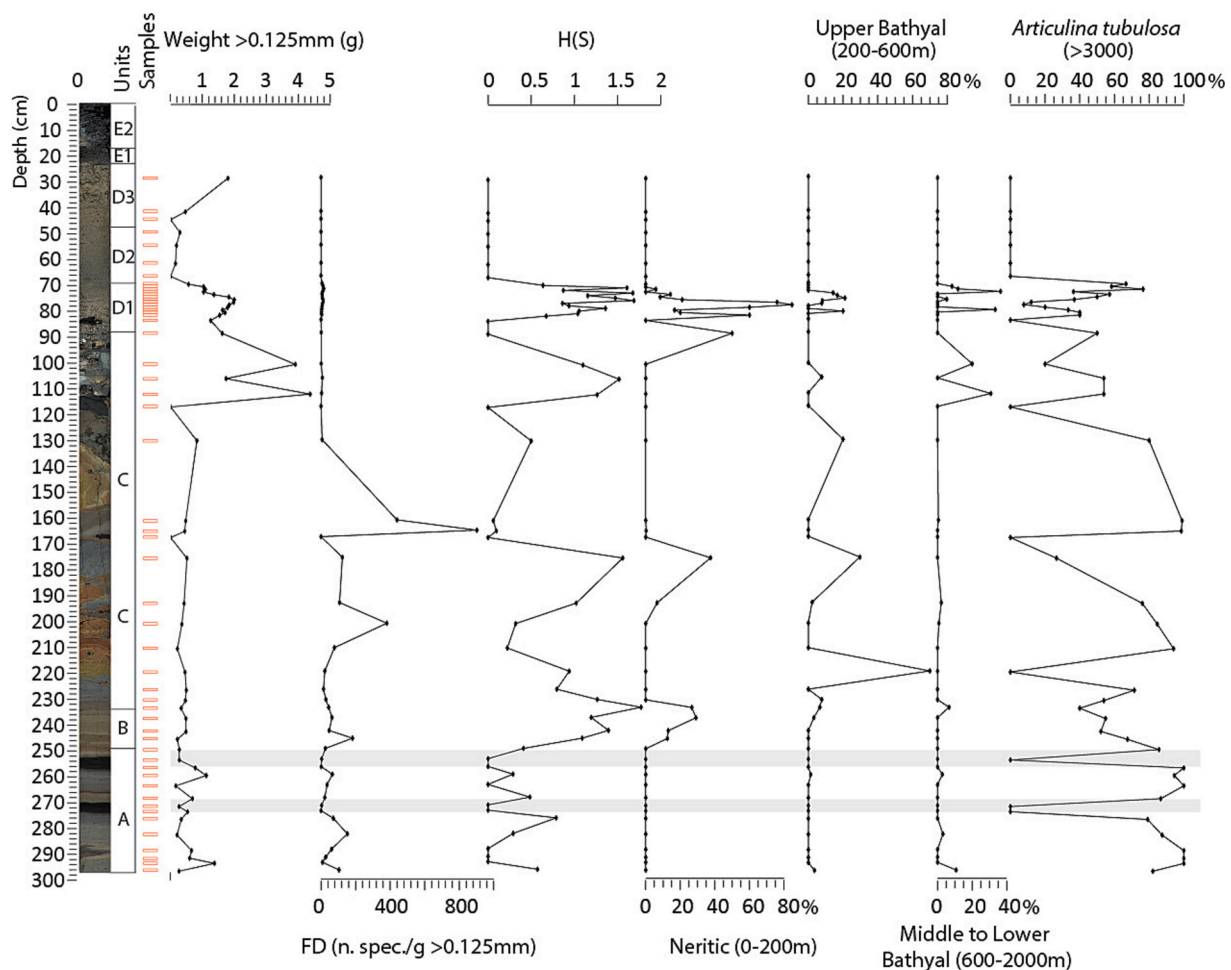 Weight >0.125mm (g)
H(S)
Upper Bathyal
(200-600m)
Articulina tubulosa
(>3000)
Units
Samples
0
1 2 3 4 5
0 0.5 1 1.5 2
0 20 60 80%
0 20 40 60 80 100%
Depth (cm)
0
10
20
30
40
50
60
70
80
90
100
110
120
130
140
150
160
170
180
190
200
210
220
230
240
250
260
270
280
290
300
E2
E1
D3
D2
D1
C
C
B
A
0 400 800
0 20 40 60 80%
0 20 40%
FD (n. spec./g >0.125mm)
Neritic (0-200m)
Middle to Lower
Bathyal (600-2000m)